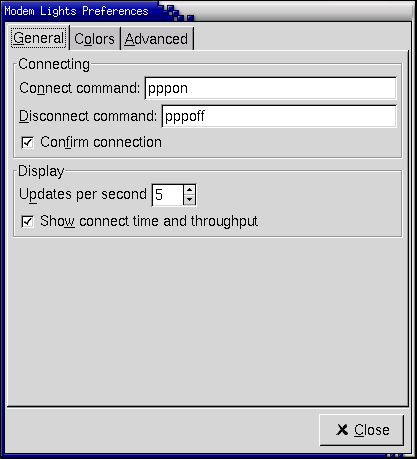 Modem Lights Preferences
General Colors Advanced
Connecting
Connect command: pppon
Disconnect command: pppoff
Confirm connection
Display
Updates per second 5
Show connect time and throughput
Close